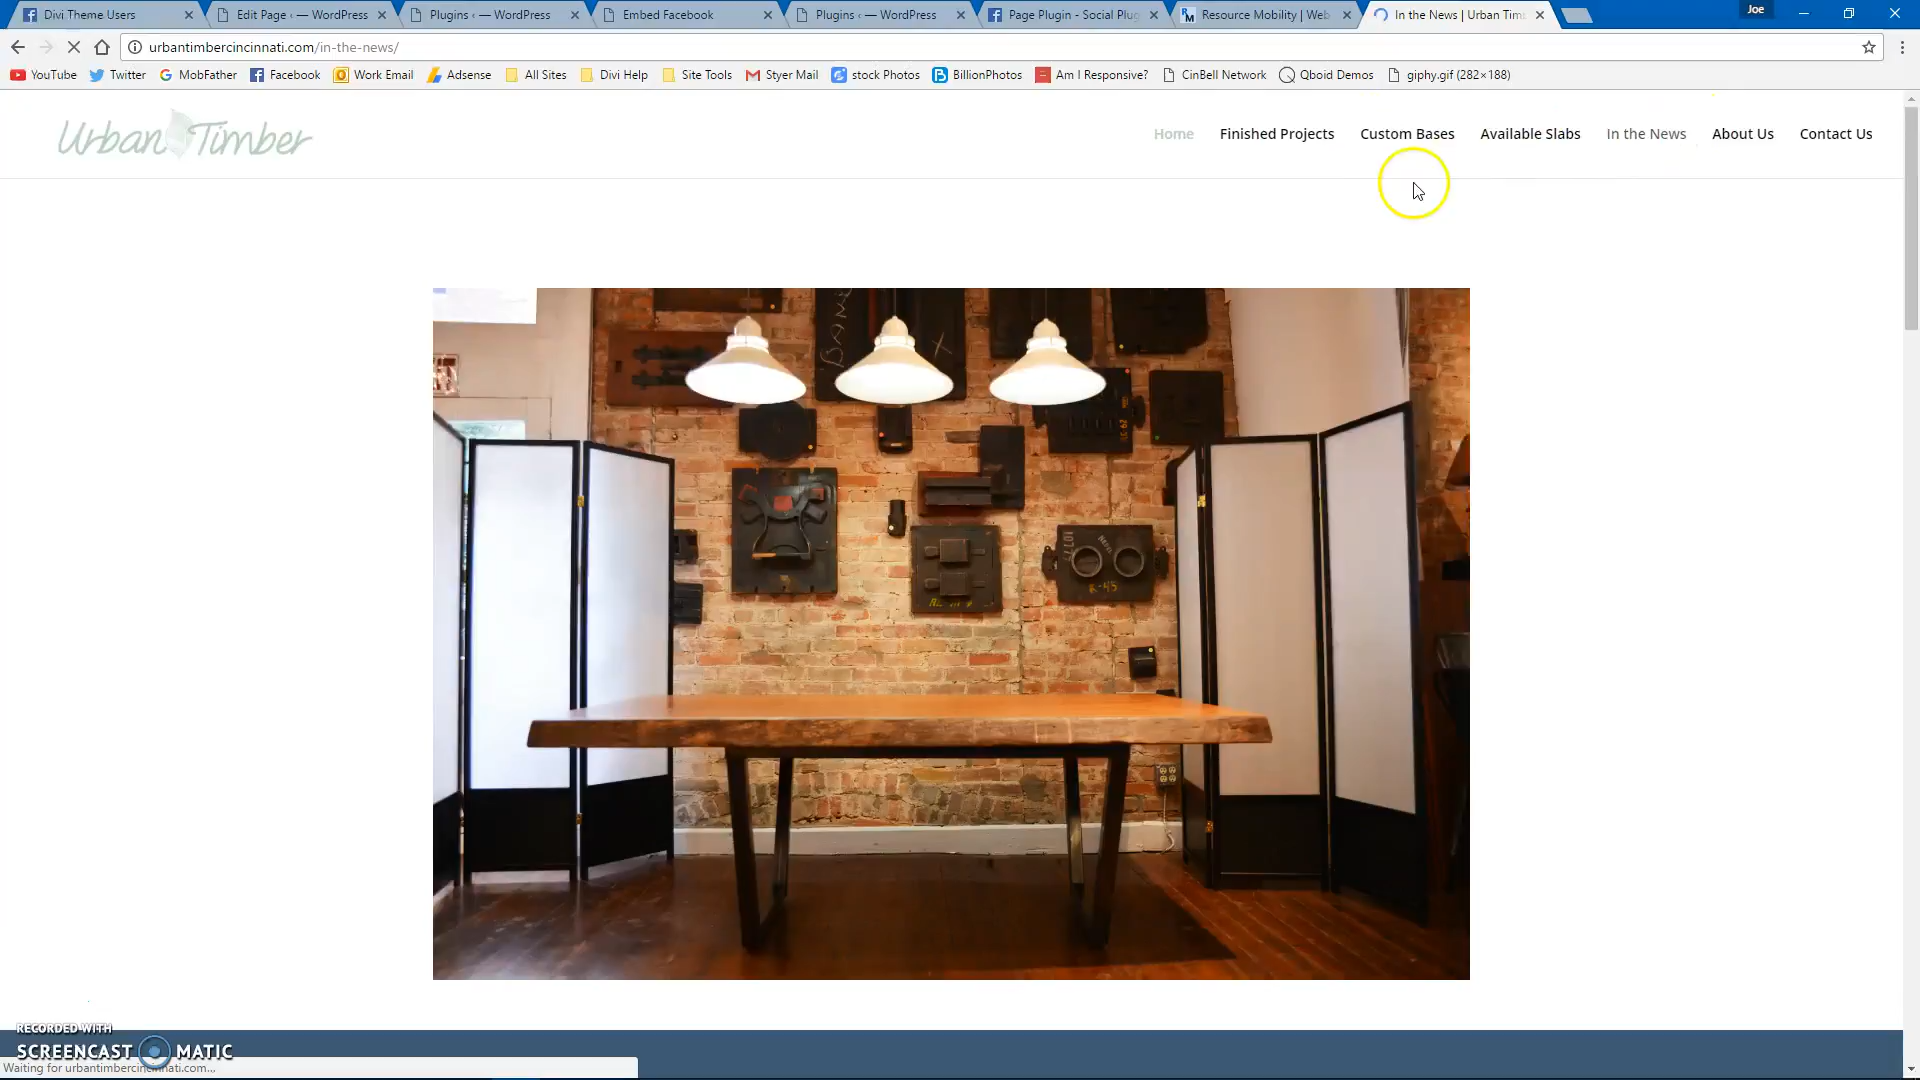 Divi Theme Users
Edit Page ‹ — WordPress
Plugins ‹ — WordPress
Embed Facebook
Plugins ‹ — WordPress
Page Plugin - Social Plug
Resource Mobility | Web
In the News | Urban Tim
Joe
urbantimbercincinnati.com/in-the-news/
YouTube
Twitter
MobFather
Facebook
Work Email
Adsense
All Sites
Divi Help
Site Tools
Styer Mail
stock Photos
BillionPhotos
Am I Responsive?
CinBell Network
Qboid Demos
giphy.gif (282×188)
Urban Timber
Home
Finished Projects
Custom Bases
Available Slabs
In the News
About Us
Contact Us
RECORDED WITH
SCREENCAST MATIC
Waiting for urbantimbercincinnati.com...